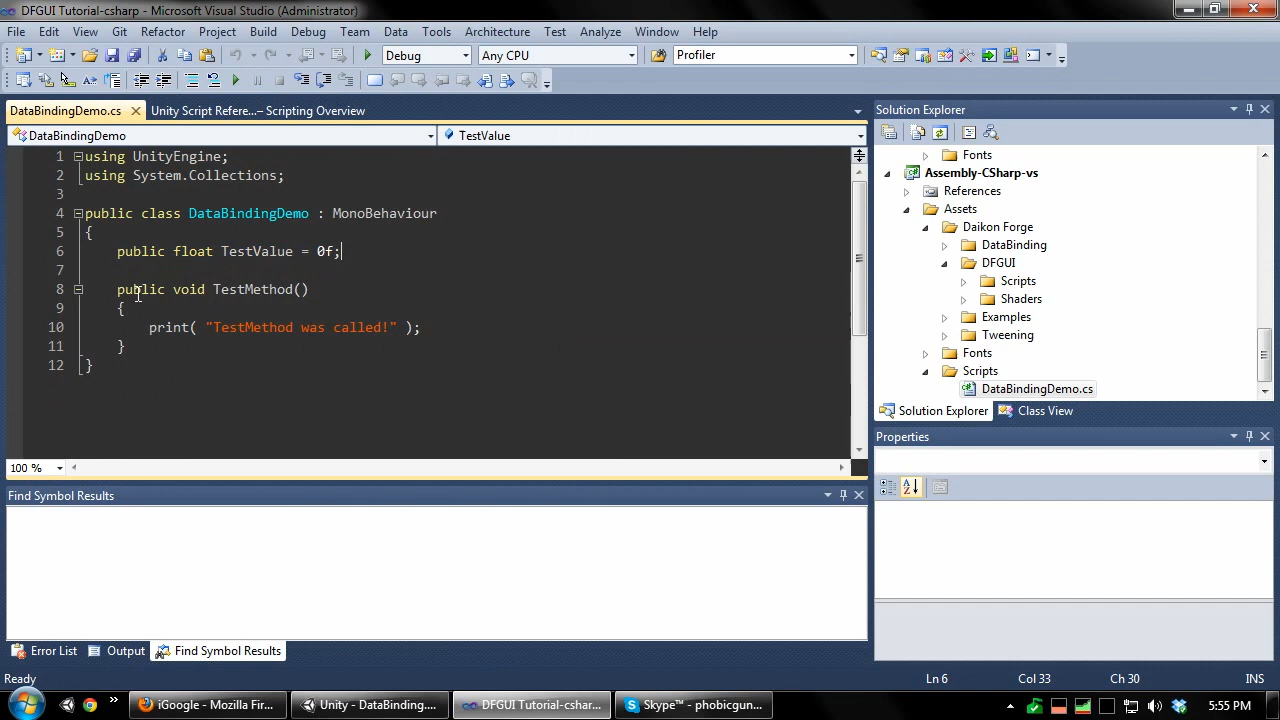 DFGUI Tutorial-csharp - Microsoft Visual Studio (Administrator)
File Edit View Git Refactor Project Build Debug Team Data Tools Architecture Test Analyze Window Help
Debug Any CPU Profiler
DataBindingDemo.cs Unity Script Refere...– Scripting Overview
DataBindingDemo TestValue
1 using UnityEngine;
2 using System.Collections;
3
4 public class DataBindingDemo : MonoBehaviour
5 {
6 public float TestValue = 0f;
7
8 public void TestMethod()
9 {
10 print( "TestMethod was called!" );
11 }
12 }
100 %
Find Symbol Results
Error List Output Find Symbol Results
Solution Explorer
Fonts
Assembly-CSharp-vs
References
Assets
Daikon Forge
DataBinding
DFGUI
Scripts
Shaders
Examples
Tweening
Fonts
Scripts
DataBindingDemo.cs
Solution Explorer Class View
Properties
Ready Ln 6 Col 33 Ch 30 INS
iGoogle - Mozilla Fir... Unity - DataBinding.... DFGUI Tutorial-cshar... Skype™ - phobicgun... 5:55 PM